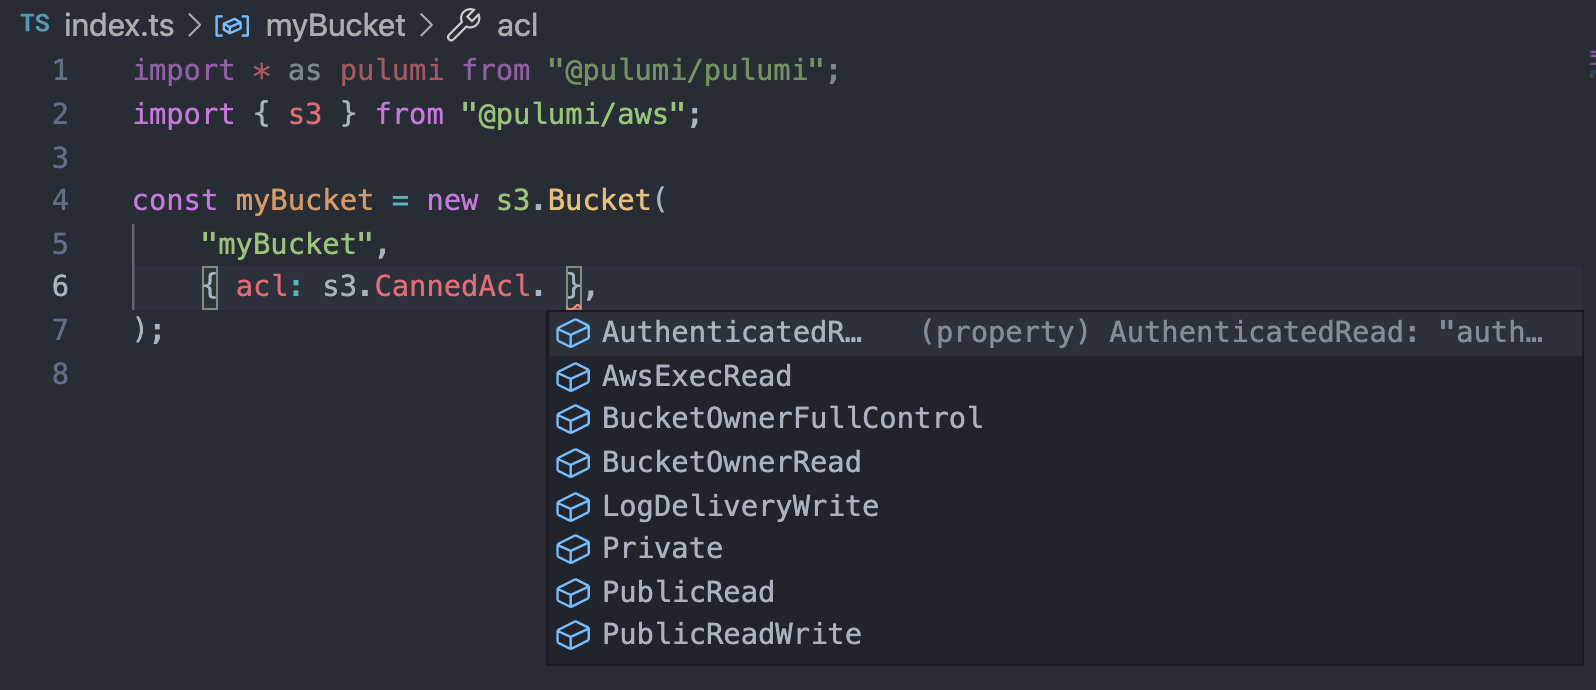 TS index.ts > myBucket > acl
1 import * as pulumi from "@pulumi/pulumi";
2 import { s3 } from "@pulumi/aws";
3
4 const myBucket = new s3.Bucket(
5 "myBucket",
6 { acl: s3.CannedAcl. },
7 );
8
AuthenticatedR… (property) AuthenticatedRead: "auth…
AwsExecRead
BucketOwnerFullControl
BucketOwnerRead
LogDeliveryWrite
Private
PublicRead
PublicReadWrite